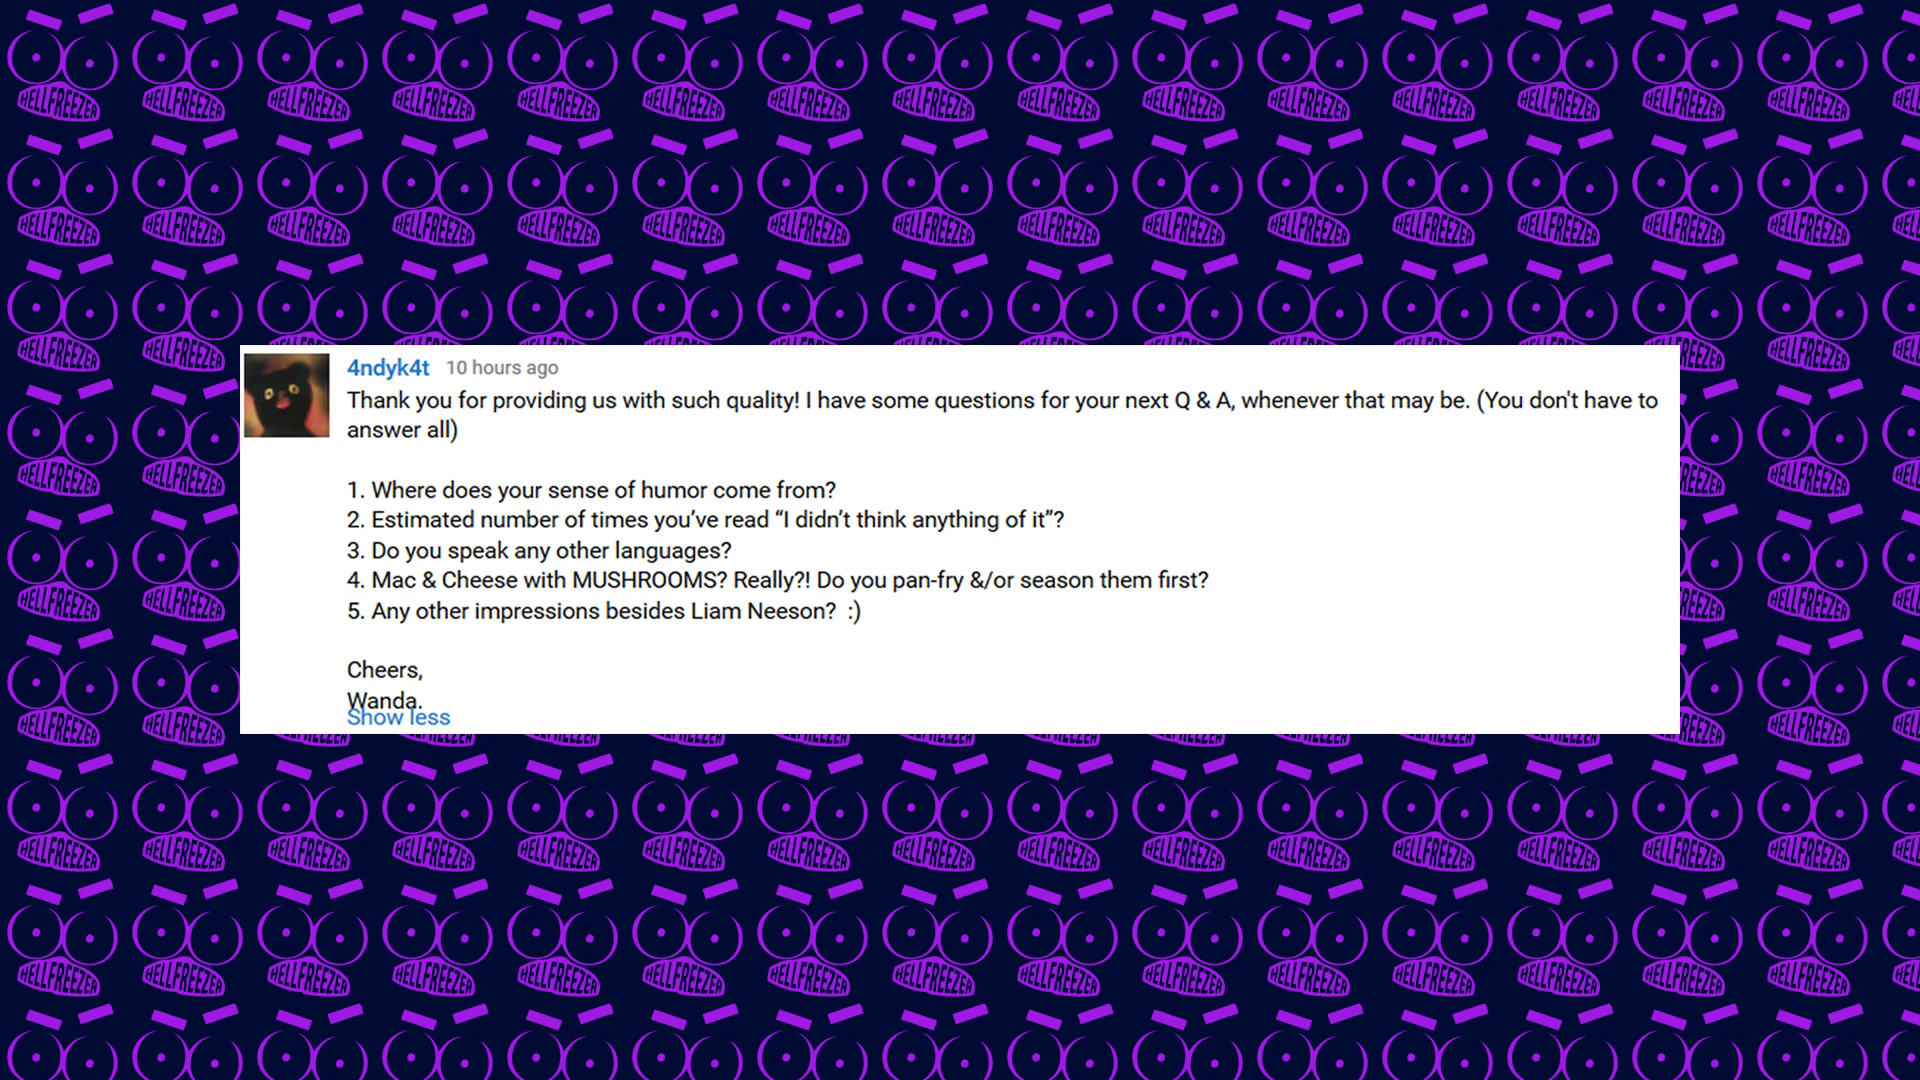 4ndyk4t 10 hours ago
Thank you for providing us with such quality! I have some questions for your next Q & A, whenever that may be. (You don't have to
answer all)
1. Where does your sense of humor come from?
2. Estimated number of times you’ve read “I didn’t think anything of it”?
3. Do you speak any other languages?
4. Mac & Cheese with MUSHROOMS? Really?! Do you pan-fry &/or season them first?
5. Any other impressions besides Liam Neeson?  :)
Cheers,
Wanda.
Show less
HELLFREEZER